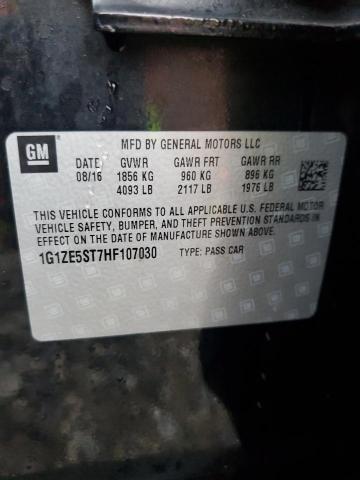 GM
MFD BY GENERAL MOTORS LLC
DATE GVWR GAWR FRT GAWR RR
08/16 1856 KG 960 KG 896 KG
4093 LB 2117 LB 1976 LB
THIS VEHICLE CONFORMS TO ALL APPLICABLE U.S. FEDERAL MOTOR
VEHICLE SAFETY, BUMPER, AND THEFT PREVENTION STANDARDS
IN EFFECT ON THE DATE OF MANUFACTURE SHOWN ABOVE.
1G1ZE5ST7HF107030 TYPE: PASS CAR